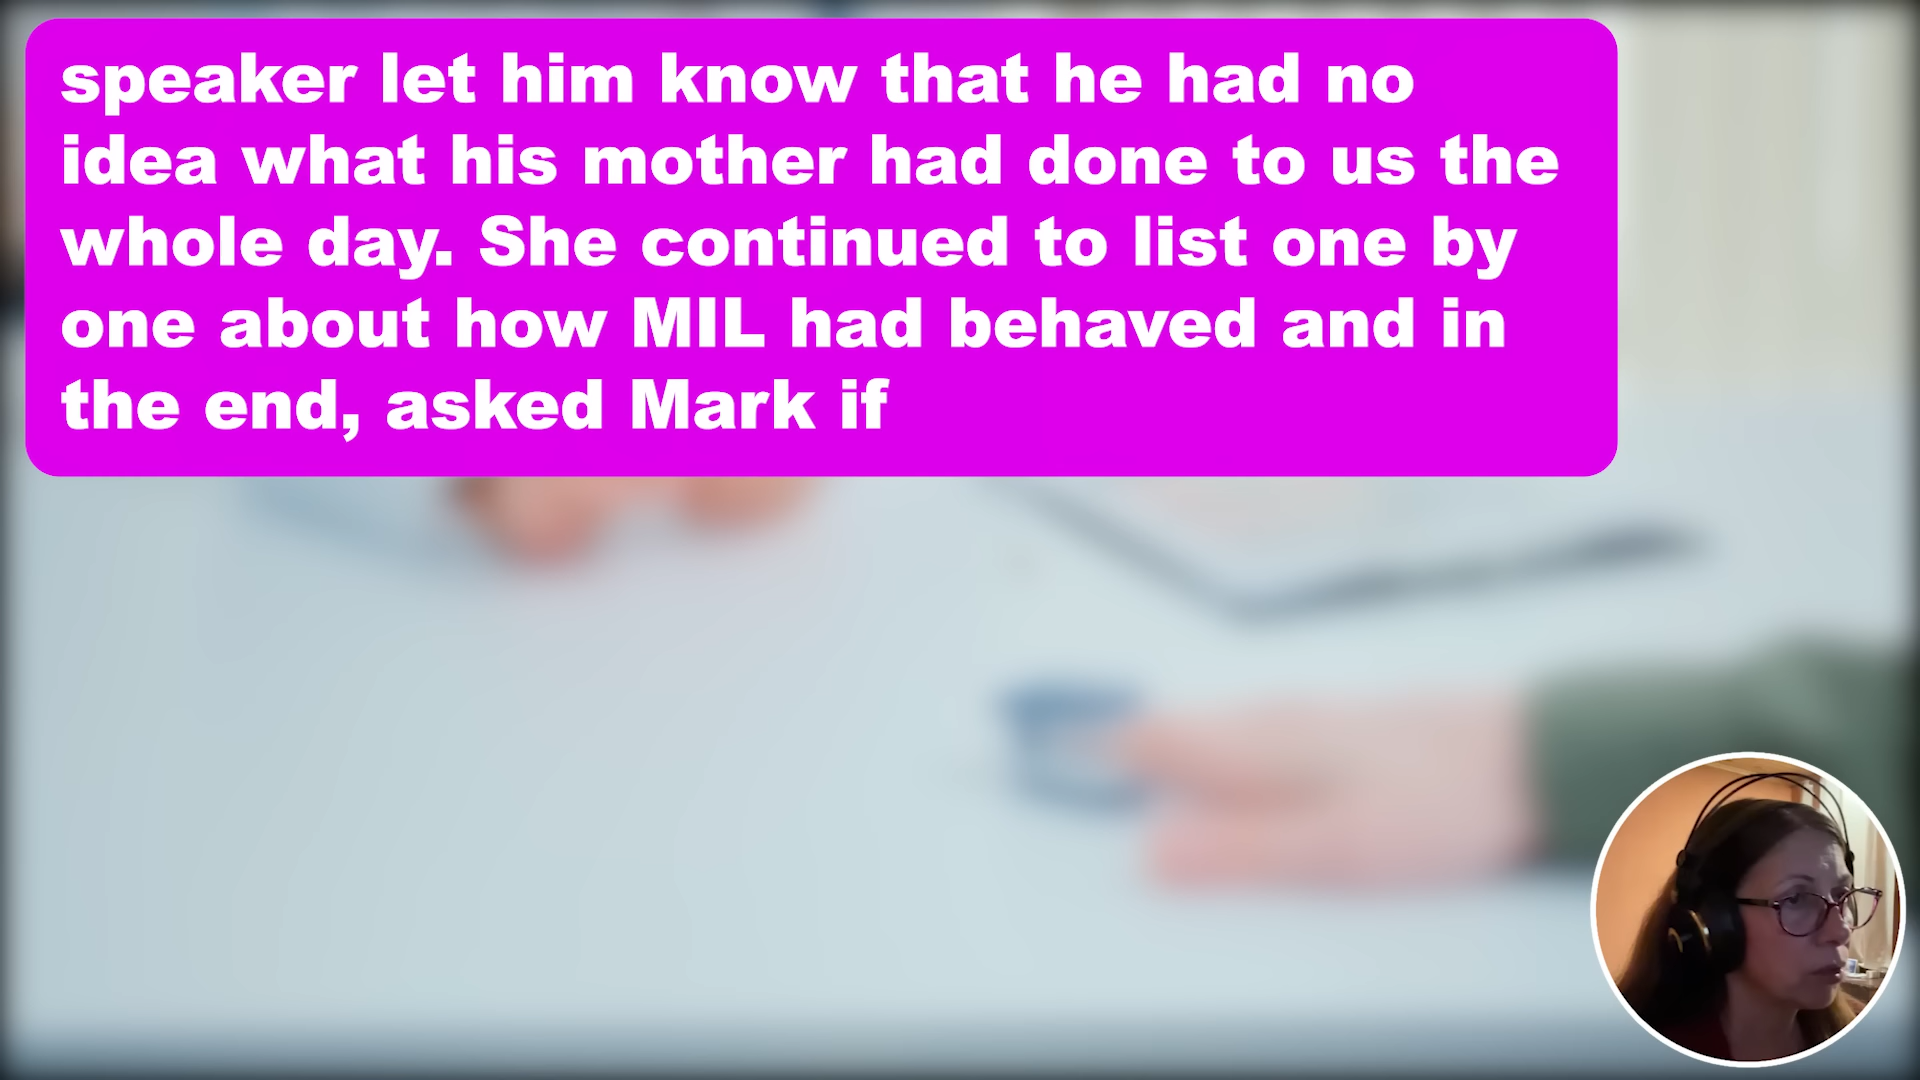 speaker let him know that he had no
idea what his mother had done to us the
whole day. She continued to list one by
one about how MIL had behaved and in
the end, asked Mark if